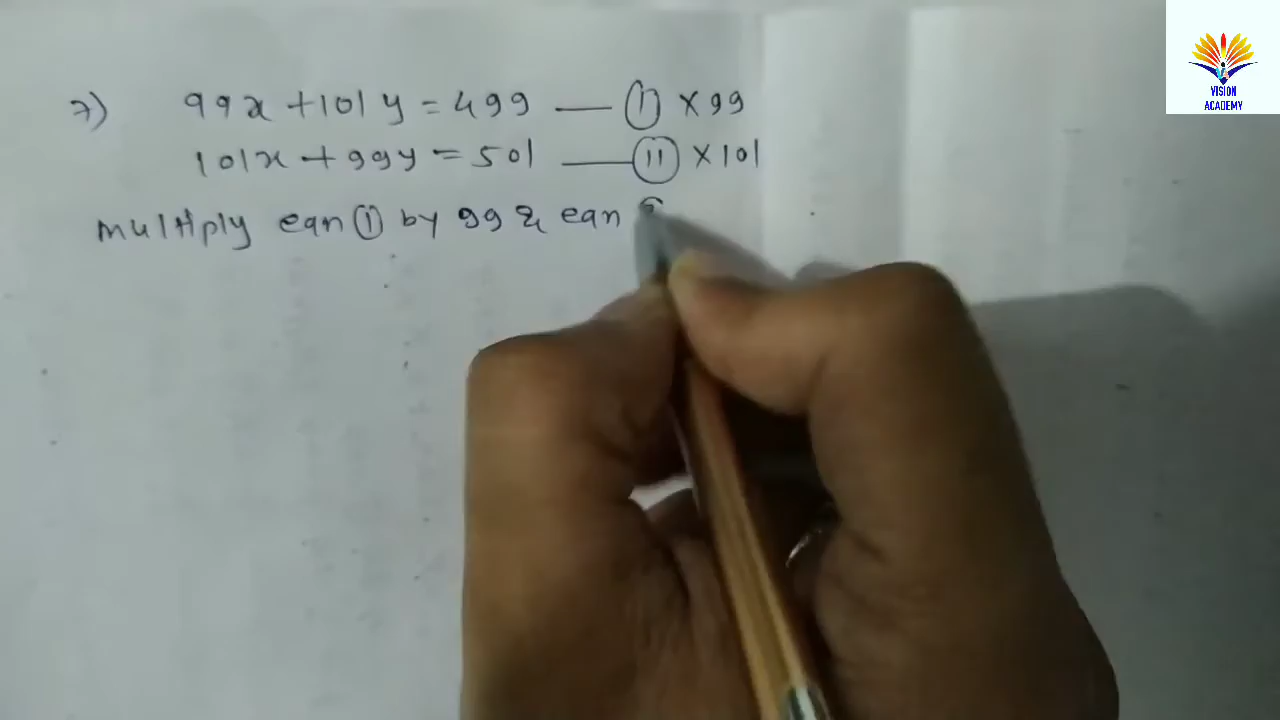 7) 99x + 101y = 499 — I × 99
101x + 99y = 501 — II × 101
multiply eqn I by 99 & eqn
VISION
ACADEMY